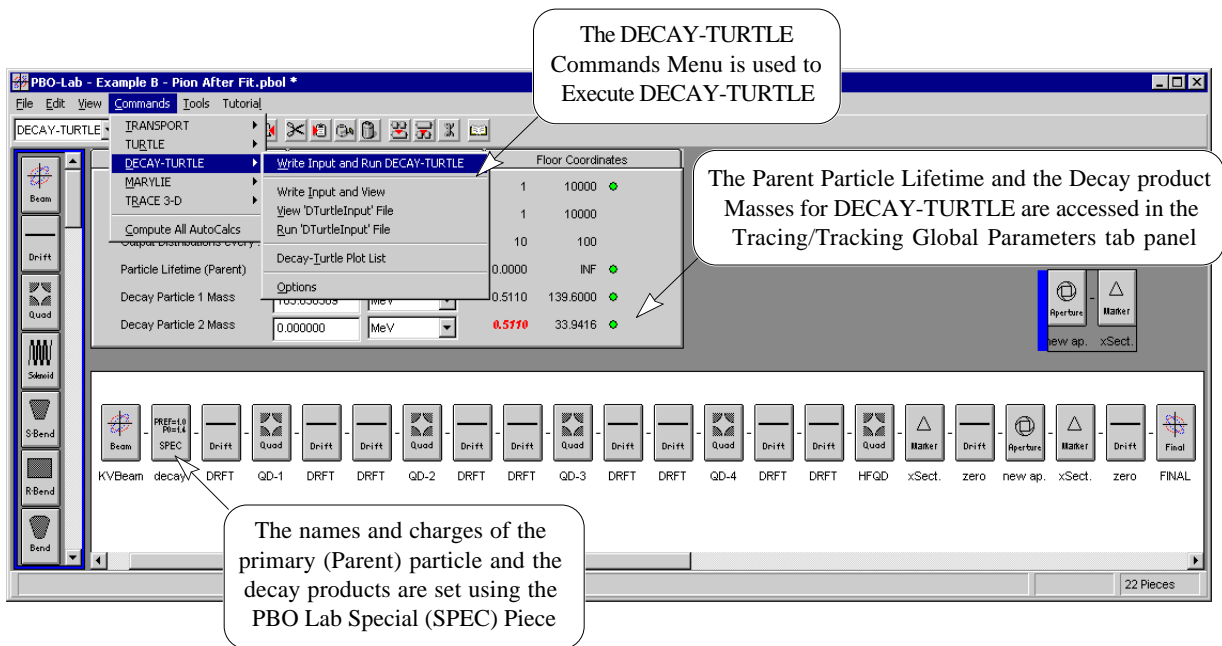 The DECAY-TURTLE
Commands Menu is used to
Execute DECAY-TURTLE
PBO-Lab - Example B - Pion After Fit.pbol *
File Edit View Commands Tools Tutorial
DECAY-TURTLE
TRANSPORT
TURTLE
DECAY-TURTLE
MARYLIE
TRACE 3-D
Compute All AutoCalcs
Write Input and Run DECAY-TURTLE
Write Input and View
View 'DTurtleInput' File
Run 'DTurtleInput' File
Decay-Turtle Plot List
Options
Floor Coordinates
1 10000
1 10000
10 100
Particle Lifetime (Parent) 0.0000 INF
Decay Particle 1 Mass MeV 0.5110 139.6000
Decay Particle 2 Mass 0.000000 MeV 0.5110 33.9416
The Parent Particle Lifetime and the Decay product
Masses for DECAY-TURTLE are accessed in the
Tracing/Tracking Global Parameters tab panel
Beam
Drift
Quad
Solenoid
S-Bend
R-Bend
Bend
Aperture - Marker
new ap. xSect.
PREF=1.0
P0=1.4
Beam - SPEC - Drift - Quad - Drift - Drift - Quad - Drift - Drift - Quad - Drift - Drift - Quad - Drift - Drift - Quad - Marker - Drift - Aperture - Marker - Drift - Final
KVBeam decay DRFT QD-1 DRFT DRFT QD-2 DRFT DRFT QD-3 DRFT DRFT QD-4 DRFT DRFT HFQD xSect. zero new ap. xSect. zero FINAL
The names and charges of the
primary (Parent) particle and the
decay products are set using the
PBO Lab Special (SPEC) Piece
22 Pieces